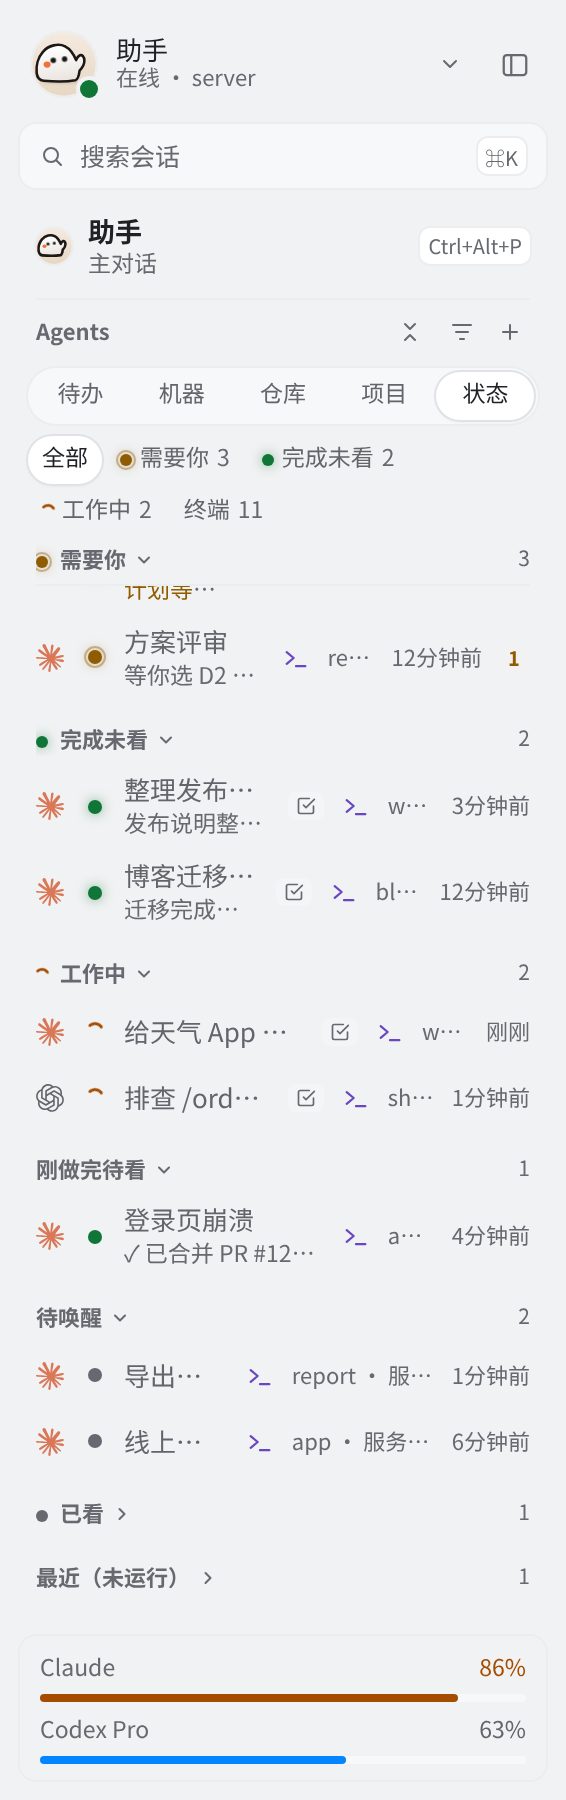 助手
在线 • server
搜索会话 ⌘K
助手
主对话 Ctrl+Alt+P
Agents
待办 机器 仓库 项目 状态
全部 需要你 3 完成未看 2
工作中 2 终端 11
需要你 3
计划等…
方案评审
等你选 D2 … re… 12分钟前 1
完成未看 2
整理发布…
发布说明整… w… 3分钟前
博客迁移…
迁移完成… bl… 12分钟前
工作中 2
给天气 App … w… 刚刚
排查 /ord… sh… 1分钟前
刚做完待看 1
登录页崩溃
✓ 已合并 PR #12… a… 4分钟前
待唤醒 2
导出… report • 服… 1分钟前
线上… app • 服务… 6分钟前
已看 1
最近（未运行） 1
Claude 86%
Codex Pro 63%